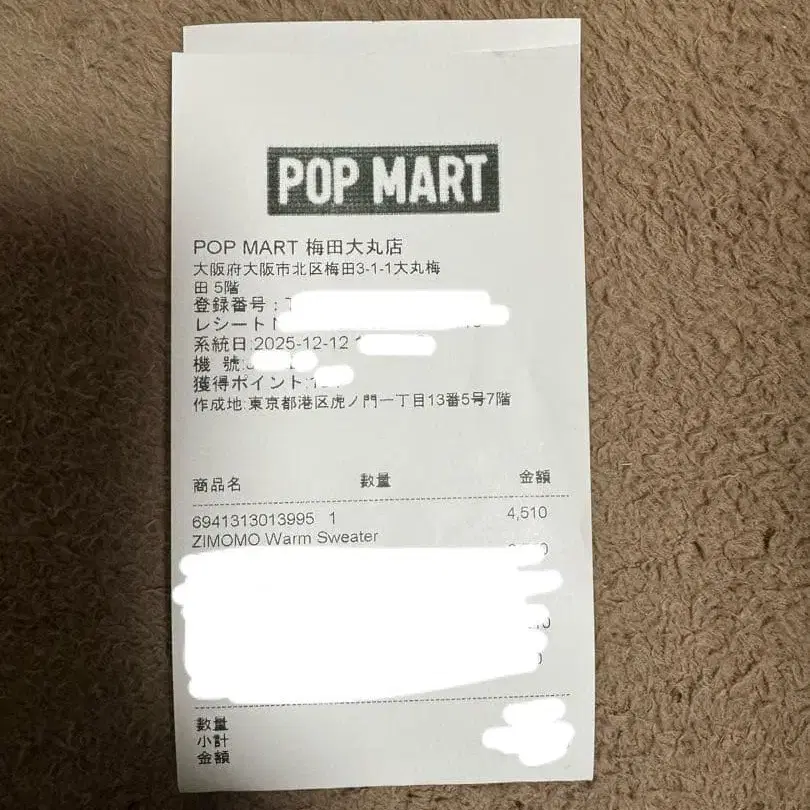 POP MART
POP MART 梅田大丸店
大阪府大阪市北区梅田3-1-1大丸梅
田 5階
登録番号:
レシート
系統日:2025-12-12
機 號:
獲得ポイント:
作成地:東京都港区虎ノ門一丁目13番5号7階
商品名 數量 金額
6941313013995 1 4,510
ZIMOMO Warm Sweater
數量
小計
金額